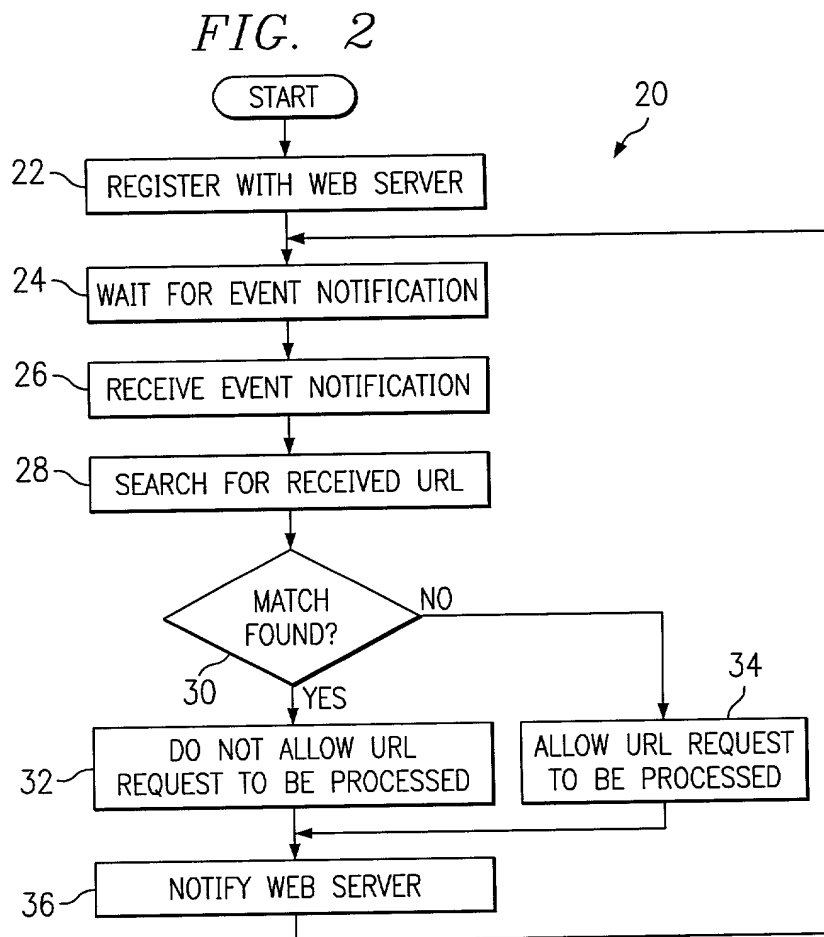 FIG. 2
START
20
22
REGISTER WITH WEB SERVER
24
WAIT FOR EVENT NOTIFICATION
26
RECEIVE EVENT NOTIFICATION
28
SEARCH FOR RECEIVED URL
MATCH
FOUND?
NO
30
YES
34
32
DO NOT ALLOW URL
REQUEST TO BE PROCESSED
ALLOW URL REQUEST
TO BE PROCESSED
36
NOTIFY WEB SERVER